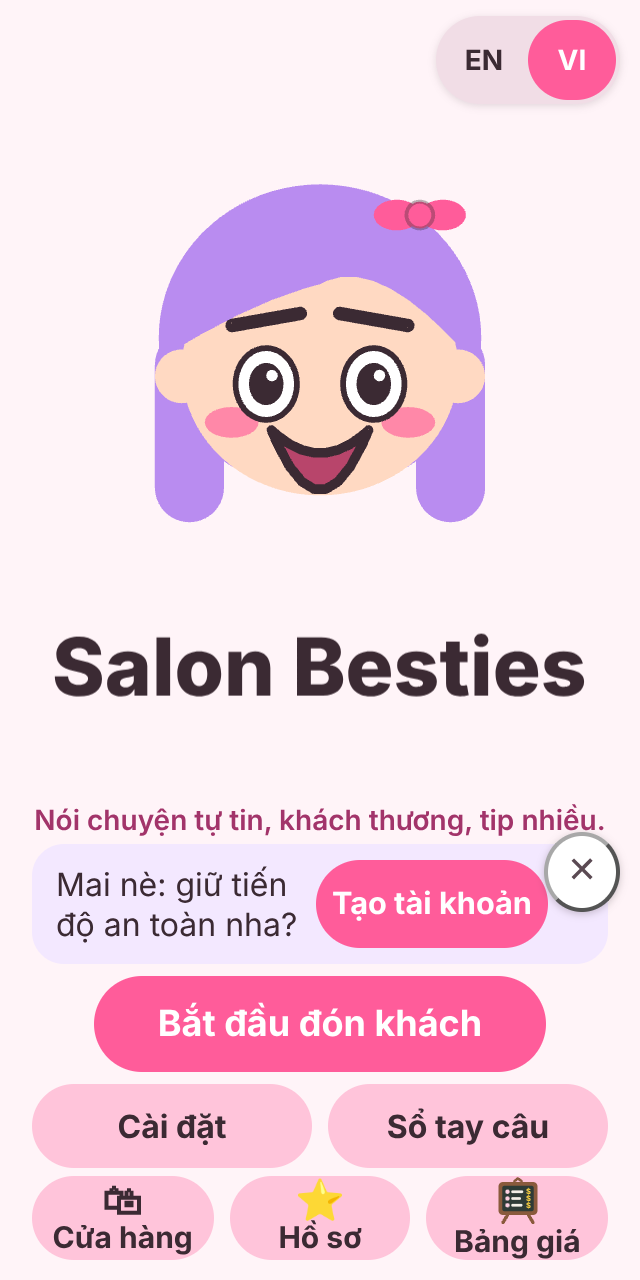 EN VI
Salon Besties
Nói chuyện tự tin, khách thương, tip nhiều.
Mai nè: giữ tiến
độ an toàn nha?
Tạo tài khoản
✕
Bắt đầu đón khách
Cài đặt
Sổ tay câu
Cửa hàng
Hồ sơ
Bảng giá